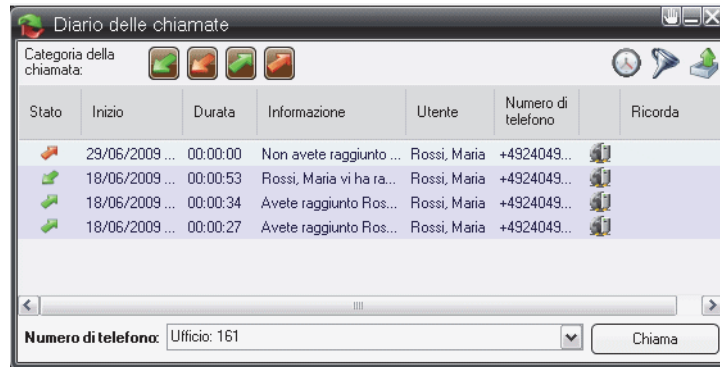 Diario delle chiamate
Categoria della
chiamata:
Stato Inizio Durata Informazione Utente Numero di telefono Ricorda
29/06/2009 ... 00:00:00 Non avete raggiunto ... Rossi, Maria +4924049...
18/06/2009 ... 00:00:53 Rossi, Maria vi ha ra... Rossi, Maria +4924049...
18/06/2009 ... 00:00:34 Avete raggiunto Ros... Rossi, Maria +4924049...
18/06/2009 ... 00:00:27 Avete raggiunto Ros... Rossi, Maria +4924049...
Numero di telefono: Ufficio: 161 Chiama